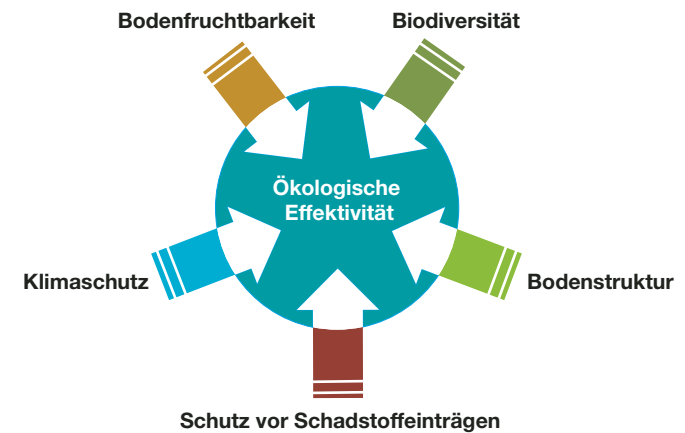 Bodenfruchtbarkeit
Biodiversität
Ökologische
Effektivität
Klimaschutz
Bodenstruktur
Schutz vor Schadstoffeinträgen